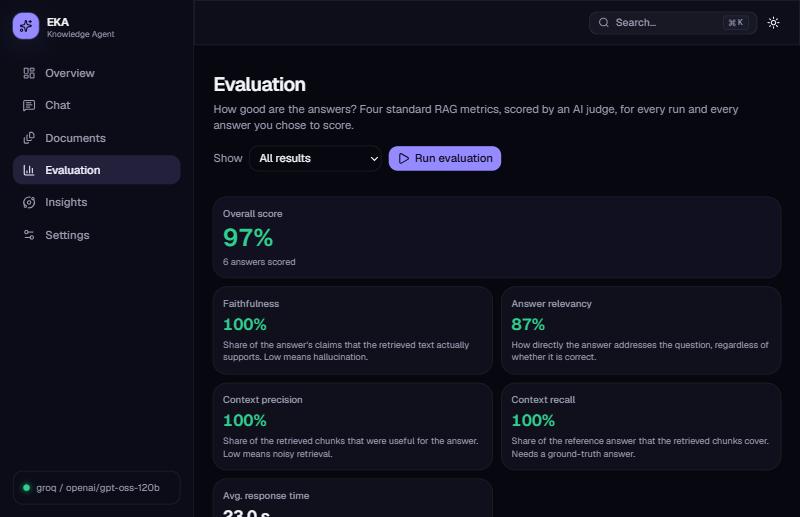 EKA
Knowledge Agent
Search...
⌘ K
Overview
Chat
Documents
Evaluation
Insights
Settings
groq / openai/gpt-oss-120b
Evaluation
How good are the answers? Four standard RAG metrics, scored by an AI judge, for every run and every
answer you chose to score.
Show
All results
Run evaluation
Overall score
97%
6 answers scored
Faithfulness
100%
Share of the answer's claims that the retrieved text actually
supports. Low means hallucination.
Answer relevancy
87%
How directly the answer addresses the question, regardless of
whether it is correct.
Context precision
100%
Share of the retrieved chunks that were useful for the answer.
Low means noisy retrieval.
Context recall
100%
Share of the reference answer that the retrieved chunks cover.
Needs a ground-truth answer.
Avg. response time